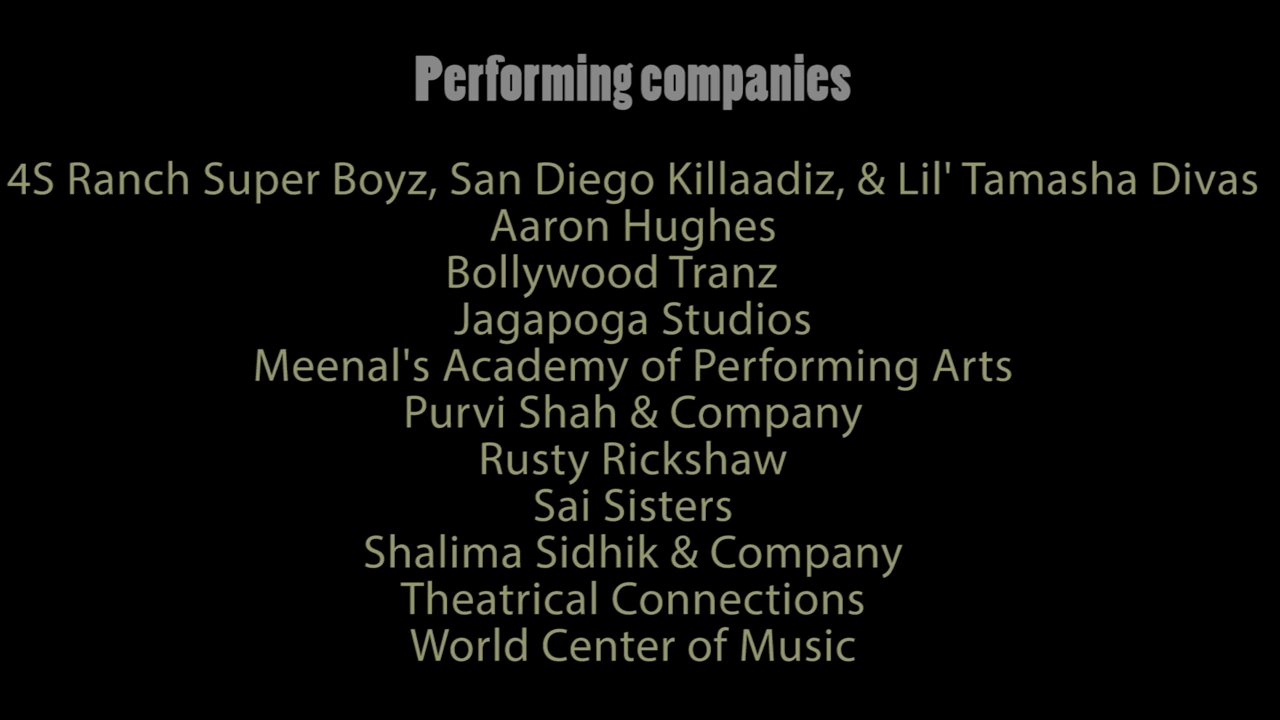 Performing companies
4S Ranch Super Boyz, San Diego Killaadiz, & Lil' Tamasha Divas
Aaron Hughes
Bollywood Tranz
Jagapoga Studios
Meenal's Academy of Performing Arts
Purvi Shah & Company
Rusty Rickshaw
Sai Sisters
Shalima Sidhik & Company
Theatrical Connections
World Center of Music